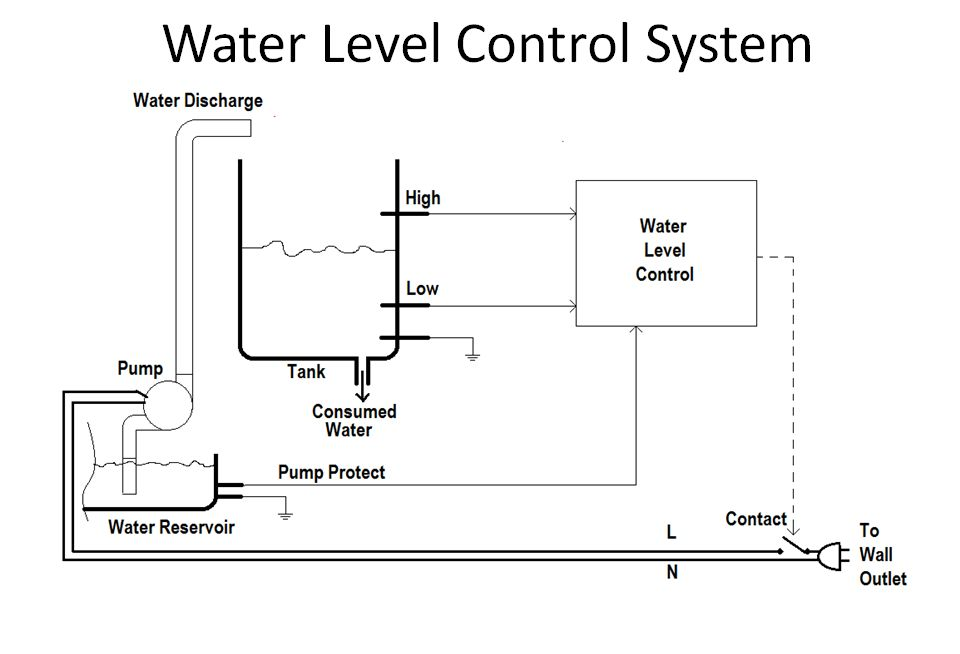 Water Level Control System
Water Discharge
High
Water
Level
Control
Low
Pump
Tank
Consumed
Water
Pump Protect
Water Reservoir
Contact
L
N
To
Wall
Outlet